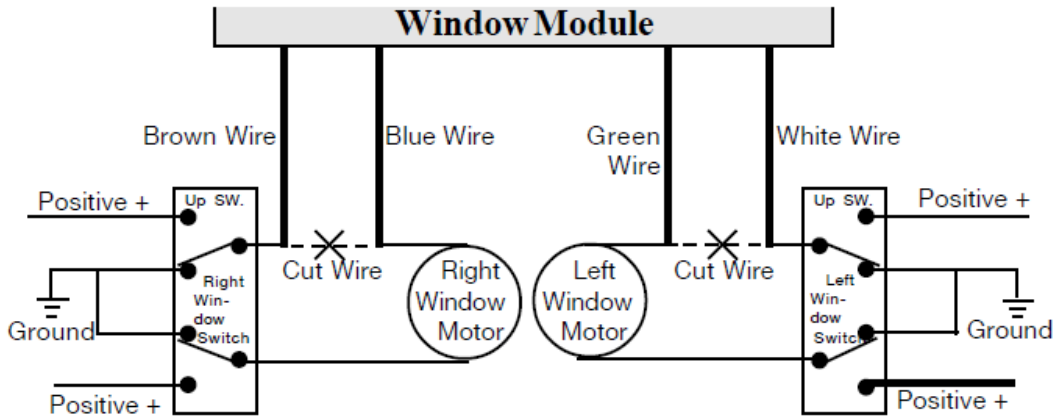 Window Module
Brown Wire
Blue Wire
Green
Wire
White Wire
Positive +
Up SW.
Up SW.
Positive +
Cut Wire
Cut Wire
Right
Window
Motor
Left
Window
Motor
Right
Win-
dow
Switch
Left
Win-
dow
Switch
Ground
Ground
Positive +
Positive +